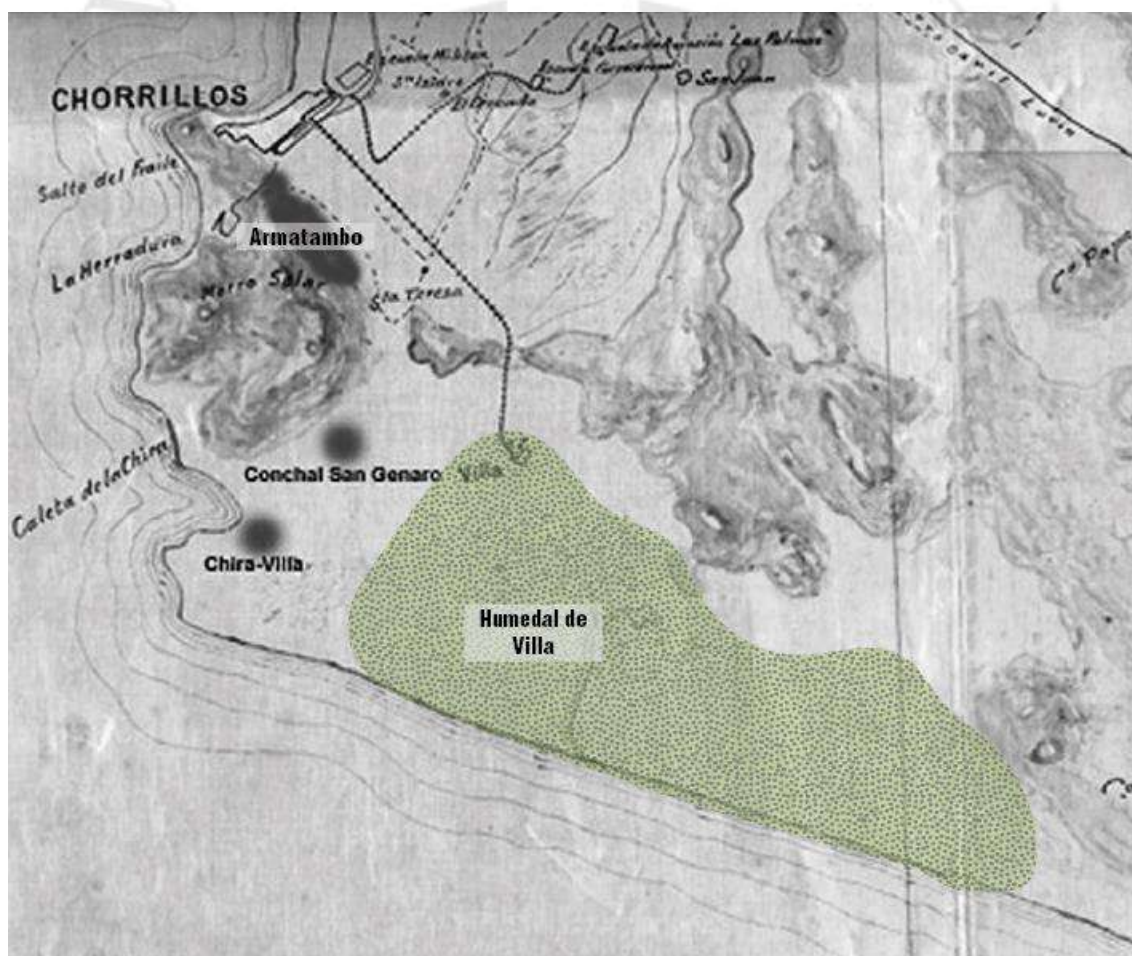 CHORRILLOS
Escuela Militar
San Juan
Salto del Fraile
La Herradura
Armatambo
Morro Solar
Sta Teresa
Caleta de la Chira
Conchal San Genaro
Villa
Chira-Villa
Humedal de
Villa